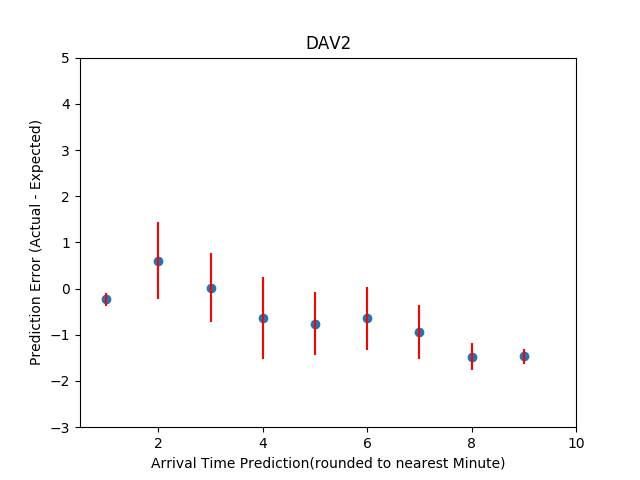 DAV2
Prediction Error (Actual - Expected)
5
4
3
2
1
0
−1
−2
−3
2 4 6 8 10
Arrival Time Prediction(rounded to nearest Minute)